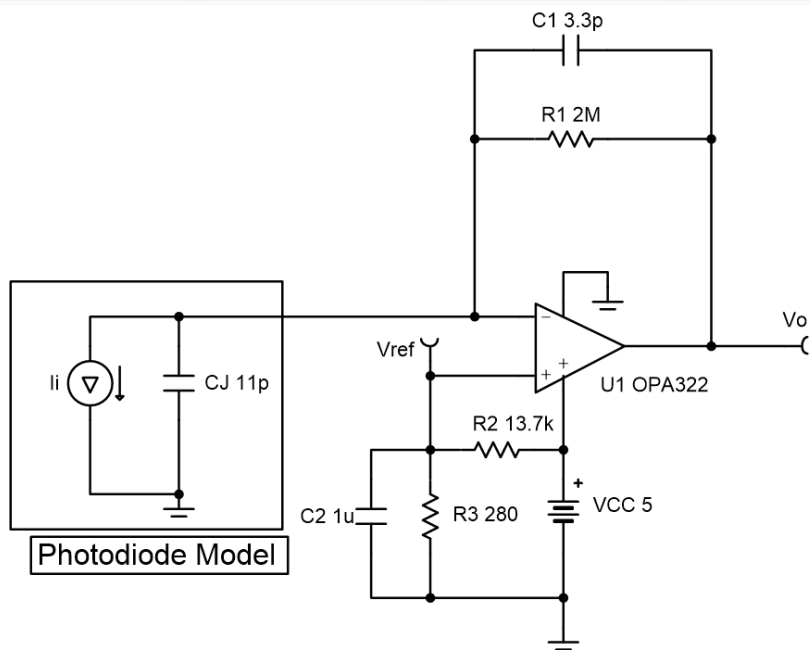 C1 3.3p
R1 2M
Vo
Vref
−
+
+
Ii
CJ 11p
U1 OPA322
R2 13.7k
+
C2 1u
R3 280
VCC 5
Photodiode Model